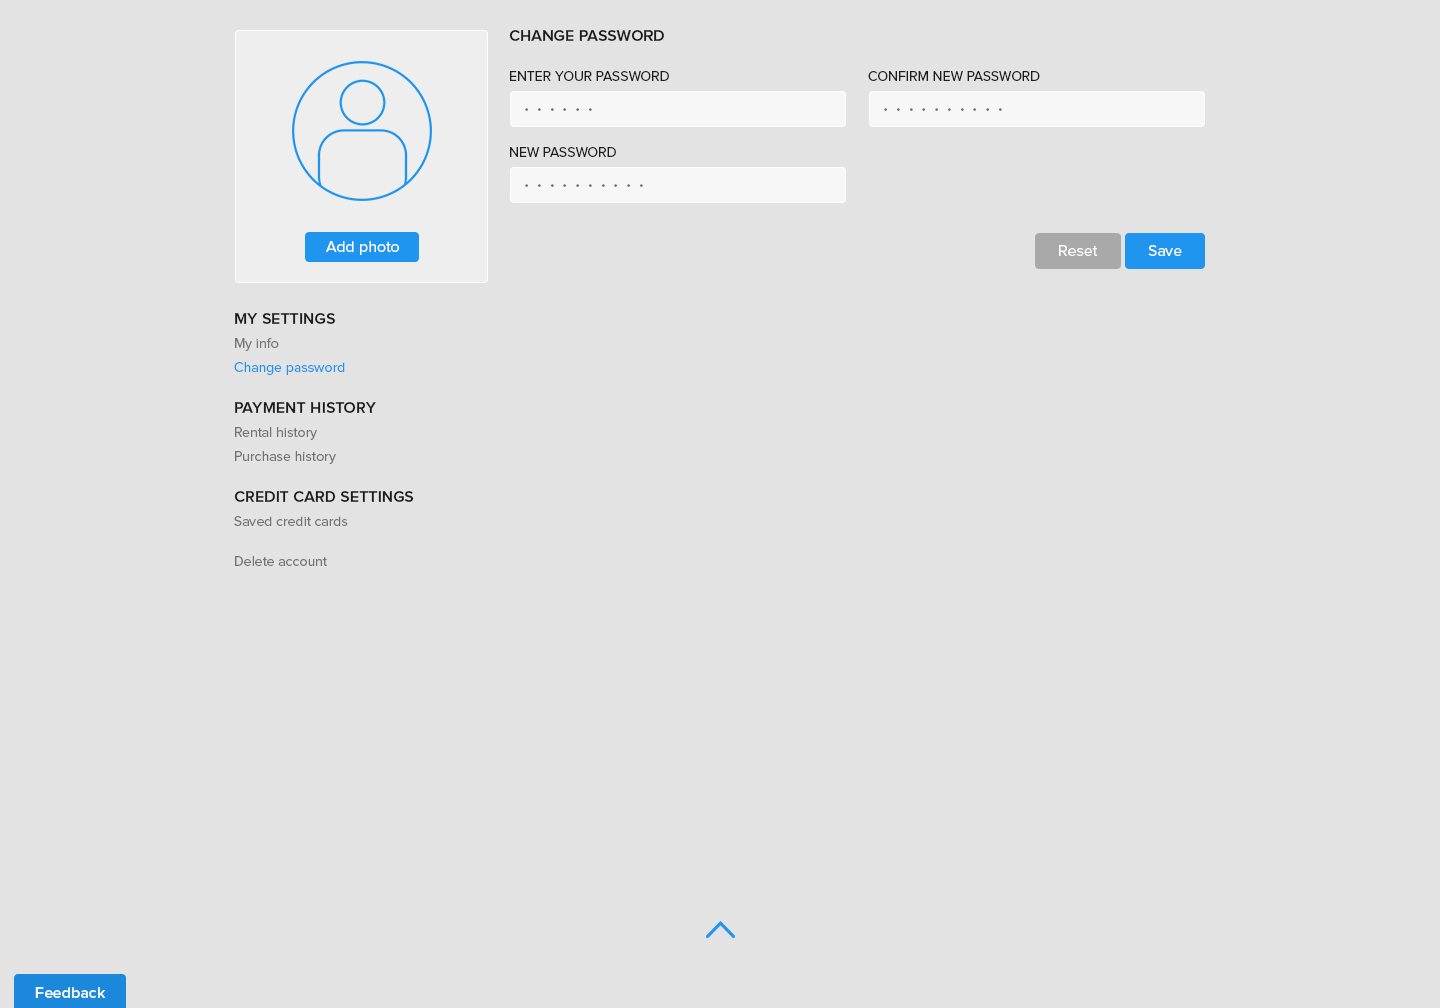 CHANGE PASSWORD
ENTER YOUR PASSWORD
CONFIRM NEW PASSWORD
NEW PASSWORD
Add photo
Reset
Save
MY SETTINGS
My info
Change password
PAYMENT HISTORY
Rental history
Purchase history
CREDIT CARD SETTINGS
Saved credit cards
Delete account
Feedback